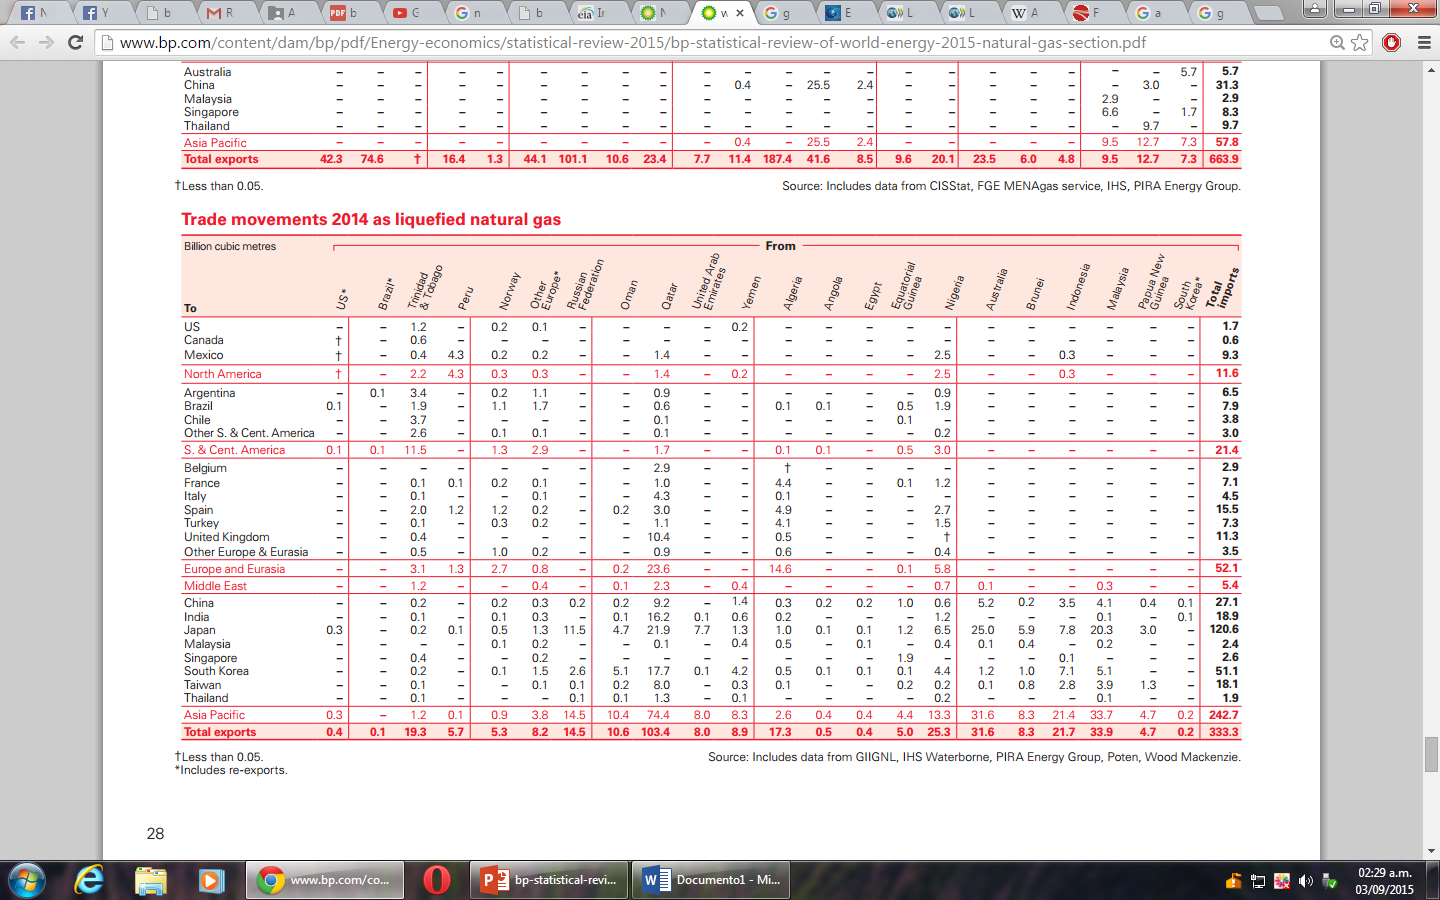 N Y b M R A PDF b G n b eia Ir N w × G g E L L W A F G a G g
www.bp.com/content/dam/bp/pdf/Energy-economics/statistical-review-2015/bp-statistical-review-of-world-energy-2015-natural-gas-section.pdf
Australia – – – – – – – – – – – – – – – – – – – – – 5.7 5.7
China – – – – – – – – – – 0.4 – 25.5 2.4 – – – – – – 3.0 – 31.3
Malaysia – – – – – – – – – – – – – – – – – – – 2.9 – – 2.9
Singapore – – – – – – – – – – – – – – – – – – – 6.6 – 1.7 8.3
Thailand – – – – – – – – – – – – – – – – – – – – 9.7 – 9.7
Asia Pacific – – – – – – – – – – 0.4 – 25.5 2.4 – – – – – 9.5 12.7 7.3 57.8
Total exports 42.3 74.6 † 16.4 1.3 44.1 101.1 10.6 23.4 7.7 11.4 187.4 41.6 8.5 9.6 20.1 23.5 6.0 4.8 9.5 12.7 7.3 663.9
†Less than 0.05. Source: Includes data from CISStat, FGE MENAgas service, IHS, PIRA Energy Group.
Trade movements 2014 as liquefied natural gas
Billion cubic metres From
To US* Brazil* Trinidad & Tobago Peru Norway Other Europe* Russian Federation Oman Qatar United Arab Emirates Yemen Algeria Angola Egypt Equatorial Guinea Nigeria Australia Brunei Indonesia Malaysia Papua New Guinea South Korea* Total imports
US – – 1.2 – 0.2 0.1 – – – – 0.2 – – – – – – – – – – – 1.7
Canada † – 0.6 – – – – – – – – – – – – – – – – – – – 0.6
Mexico † – 0.4 4.3 0.2 0.2 – – 1.4 – – – – – – 2.5 – – 0.3 – – – 9.3
North America † – 2.2 4.3 0.3 0.3 – – 1.4 – 0.2 – – – – 2.5 – – 0.3 – – – 11.6
Argentina – 0.1 3.4 – 0.2 1.1 – – 0.9 – – – – – – 0.9 – – – – – – 6.5
Brazil 0.1 – 1.9 – 1.1 1.7 – – 0.6 – – 0.1 0.1 – 0.5 1.9 – – – – – – 7.9
Chile – – 3.7 – – – – – 0.1 – – – – – 0.1 – – – – – – – 3.8
Other S. & Cent. America – – 2.6 – 0.1 0.1 – – 0.1 – – – – – – 0.2 – – – – – – 3.0
S. & Cent. America 0.1 0.1 11.5 – 1.3 2.9 – – 1.7 – – 0.1 0.1 – 0.5 3.0 – – – – – – 21.4
Belgium – – – – – – – – 2.9 – – † – – – – – – – – – – 2.9
France – – 0.1 0.1 0.2 0.1 – – 1.0 – – 4.4 – – 0.1 1.2 – – – – – – 7.1
Italy – – 0.1 – – 0.1 – – 4.3 – – 0.1 – – – – – – – – – – 4.5
Spain – – 2.0 1.2 1.2 0.2 – 0.2 3.0 – – 4.9 – – – 2.7 – – – – – – 15.5
Turkey – – 0.1 – 0.3 0.2 – – 1.1 – – 4.1 – – – 1.5 – – – – – – 7.3
United Kingdom – – 0.4 – – – – – 10.4 – – 0.5 – – – † – – – – – – 11.3
Other Europe & Eurasia – – 0.5 – 1.0 0.2 – – 0.9 – – 0.6 – – – 0.4 – – – – – – 3.5
Europe and Eurasia – – 3.1 1.3 2.7 0.8 – 0.2 23.6 – – 14.6 – – 0.1 5.8 – – – – – – 52.1
Middle East – – 1.2 – – 0.4 – 0.1 2.3 – 0.4 – – – – 0.7 0.1 – – 0.3 – – 5.4
China – – 0.2 – 0.2 0.3 0.2 0.2 9.2 – 1.4 0.3 0.2 0.2 1.0 0.6 5.2 0.2 3.5 4.1 0.4 0.1 27.1
India – – 0.1 – 0.1 0.3 – 0.1 16.2 0.1 0.6 0.2 – – – 1.2 – – – 0.1 – 0.1 18.9
Japan 0.3 – 0.2 0.1 0.5 1.3 11.5 4.7 21.9 7.7 1.3 1.0 0.1 0.1 1.2 6.5 25.0 5.9 7.8 20.3 3.0 – 120.6
Malaysia – – – – 0.1 0.2 – – 0.1 – 0.4 0.5 – 0.1 – 0.4 0.1 0.4 – 0.2 – – 2.4
Singapore – – 0.4 – – 0.2 – – – – – – – – 1.9 – – – 0.1 – – – 2.6
South Korea – – 0.2 – 0.1 1.5 2.6 5.1 17.7 0.1 4.2 0.5 0.1 0.1 0.1 4.4 1.2 1.0 7.1 5.1 – – 51.1
Taiwan – – 0.1 – – 0.1 0.1 0.2 8.0 – 0.3 0.1 – – 0.2 0.2 0.1 0.8 2.8 3.9 1.3 – 18.1
Thailand – – 0.1 – – – 0.1 0.1 1.3 – 0.1 – – – – 0.2 – – – 0.1 – – 1.9
Asia Pacific 0.3 – 1.2 0.1 0.9 3.8 14.5 10.4 74.4 8.0 8.3 2.6 0.4 0.4 4.4 13.3 31.6 8.3 21.4 33.7 4.7 0.2 242.7
Total exports 0.4 0.1 19.3 5.7 5.3 8.2 14.5 10.6 103.4 8.0 8.9 17.3 0.5 0.4 5.0 25.3 31.6 8.3 21.7 33.9 4.7 0.2 333.3
†Less than 0.05. Source: Includes data from GIIGNL, IHS Waterborne, PIRA Energy Group, Poten, Wood Mackenzie.
*Includes re-exports.
28
www.bp.com/co... bp-statistical-revi... Documento1 - Mi... 02:29 a.m.
03/09/2015